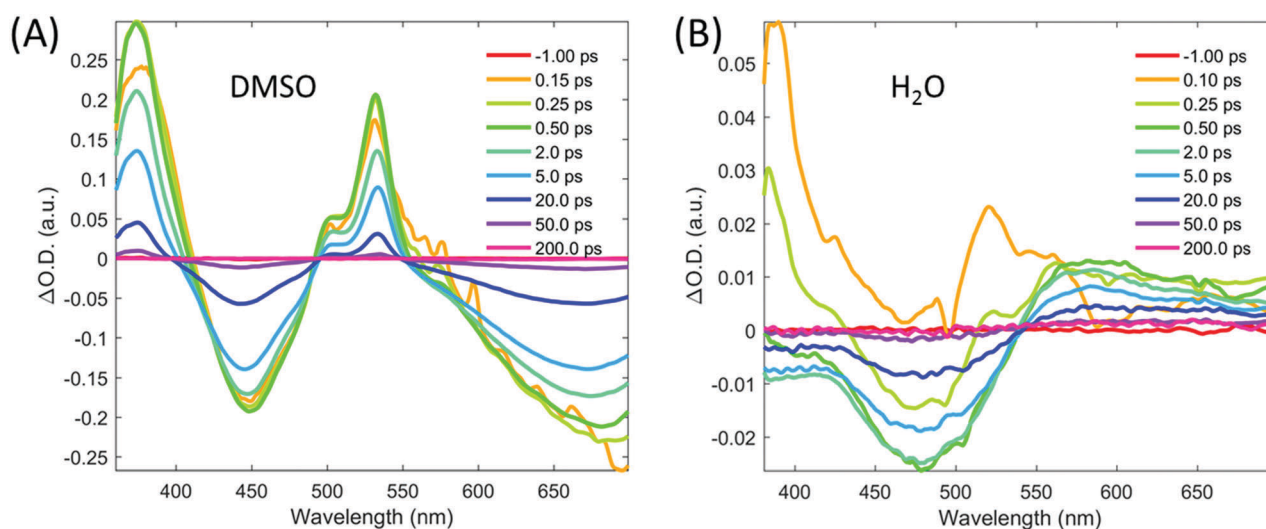 (A)
DMSO
-1.00 ps
0.15 ps
0.25 ps
0.50 ps
2.0 ps
5.0 ps
20.0 ps
50.0 ps
200.0 ps
0.25
0.2
0.15
0.1
0.05
0
-0.05
-0.1
-0.15
-0.2
-0.25
△O.D. (a.u.)
400 450 500 550 600 650
Wavelength (nm)
(B)
H₂O
-1.00 ps
0.10 ps
0.25 ps
0.50 ps
2.0 ps
5.0 ps
20.0 ps
50.0 ps
200.0 ps
0.05
0.04
0.03
0.02
0.01
0
-0.01
-0.02
△O.D. (a.u.)
400 450 500 550 600 650
Wavelength (nm)